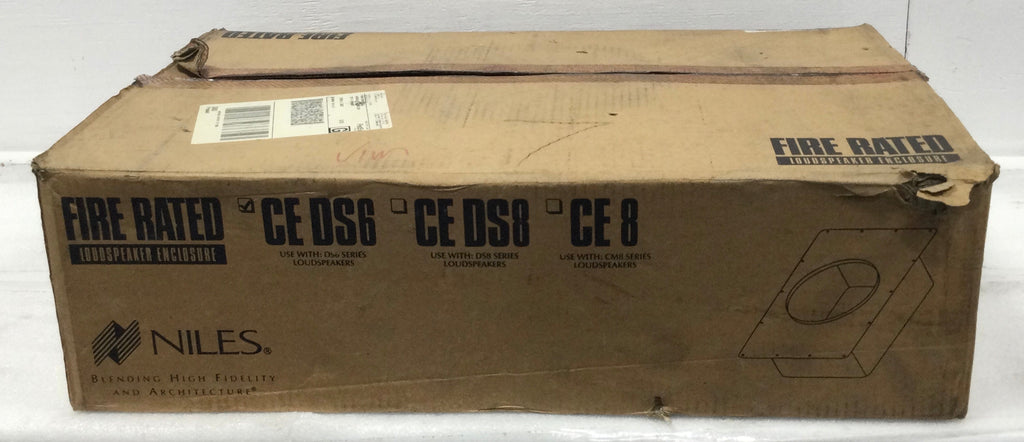 FIRE RATED
FIRE RATED
LOUDSPEAKER ENCLOSURE
FIRE RATED
LOUDSPEAKER ENCLOSURE
CE DS6
USE WITH: DS6 SERIES
LOUDSPEAKERS
CE DS8
USE WITH: DS8 SERIES
LOUDSPEAKERS
CE 8
USE WITH: CM8 SERIES
LOUDSPEAKERS
NILES®
BLENDING HIGH FIDELITY
AND ARCHITECTURE®